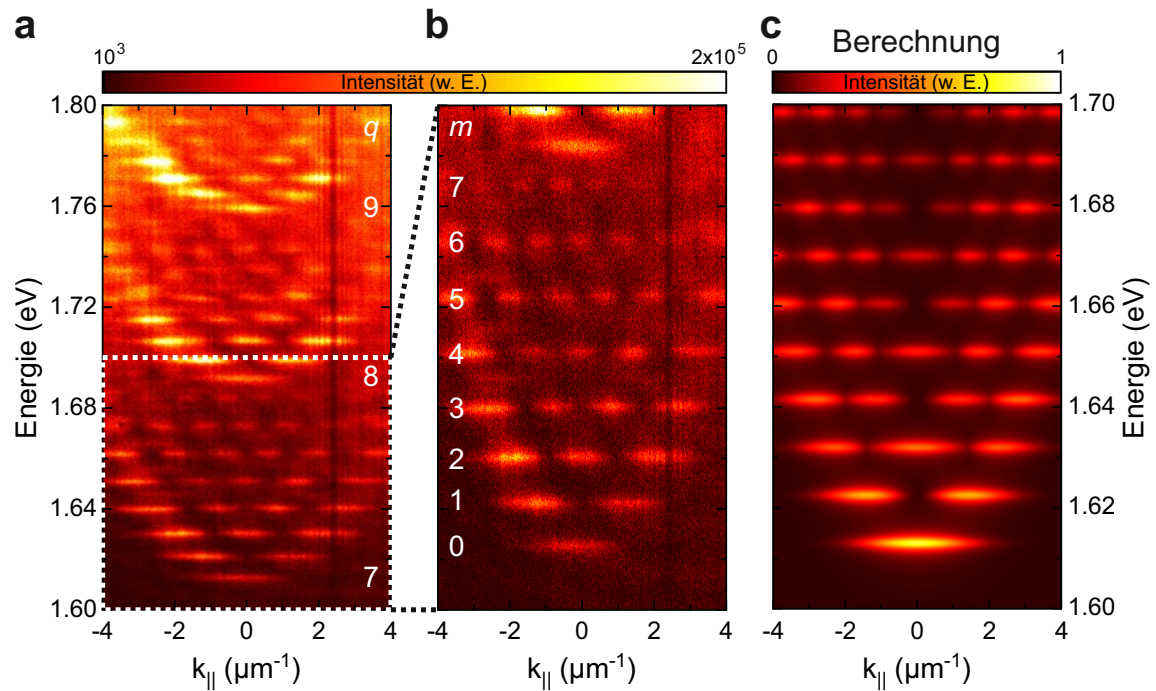 a
b
c
Berechnung
10³
2x10⁵
0
1
Intensität (w. E.)
Intensität (w. E.)
1.80
1.76
1.72
1.68
1.64
1.60
Energie (eV)
q
9
8
7
m
7
6
5
4
3
2
1
0
1.70
1.68
1.66
1.64
1.62
1.60
Energie (eV)
-4 -2 0 2 4
-4 -2 0 2 4
-4 -2 0 2 4
k|| (µm⁻¹)
k|| (µm⁻¹)
k|| (µm⁻¹)